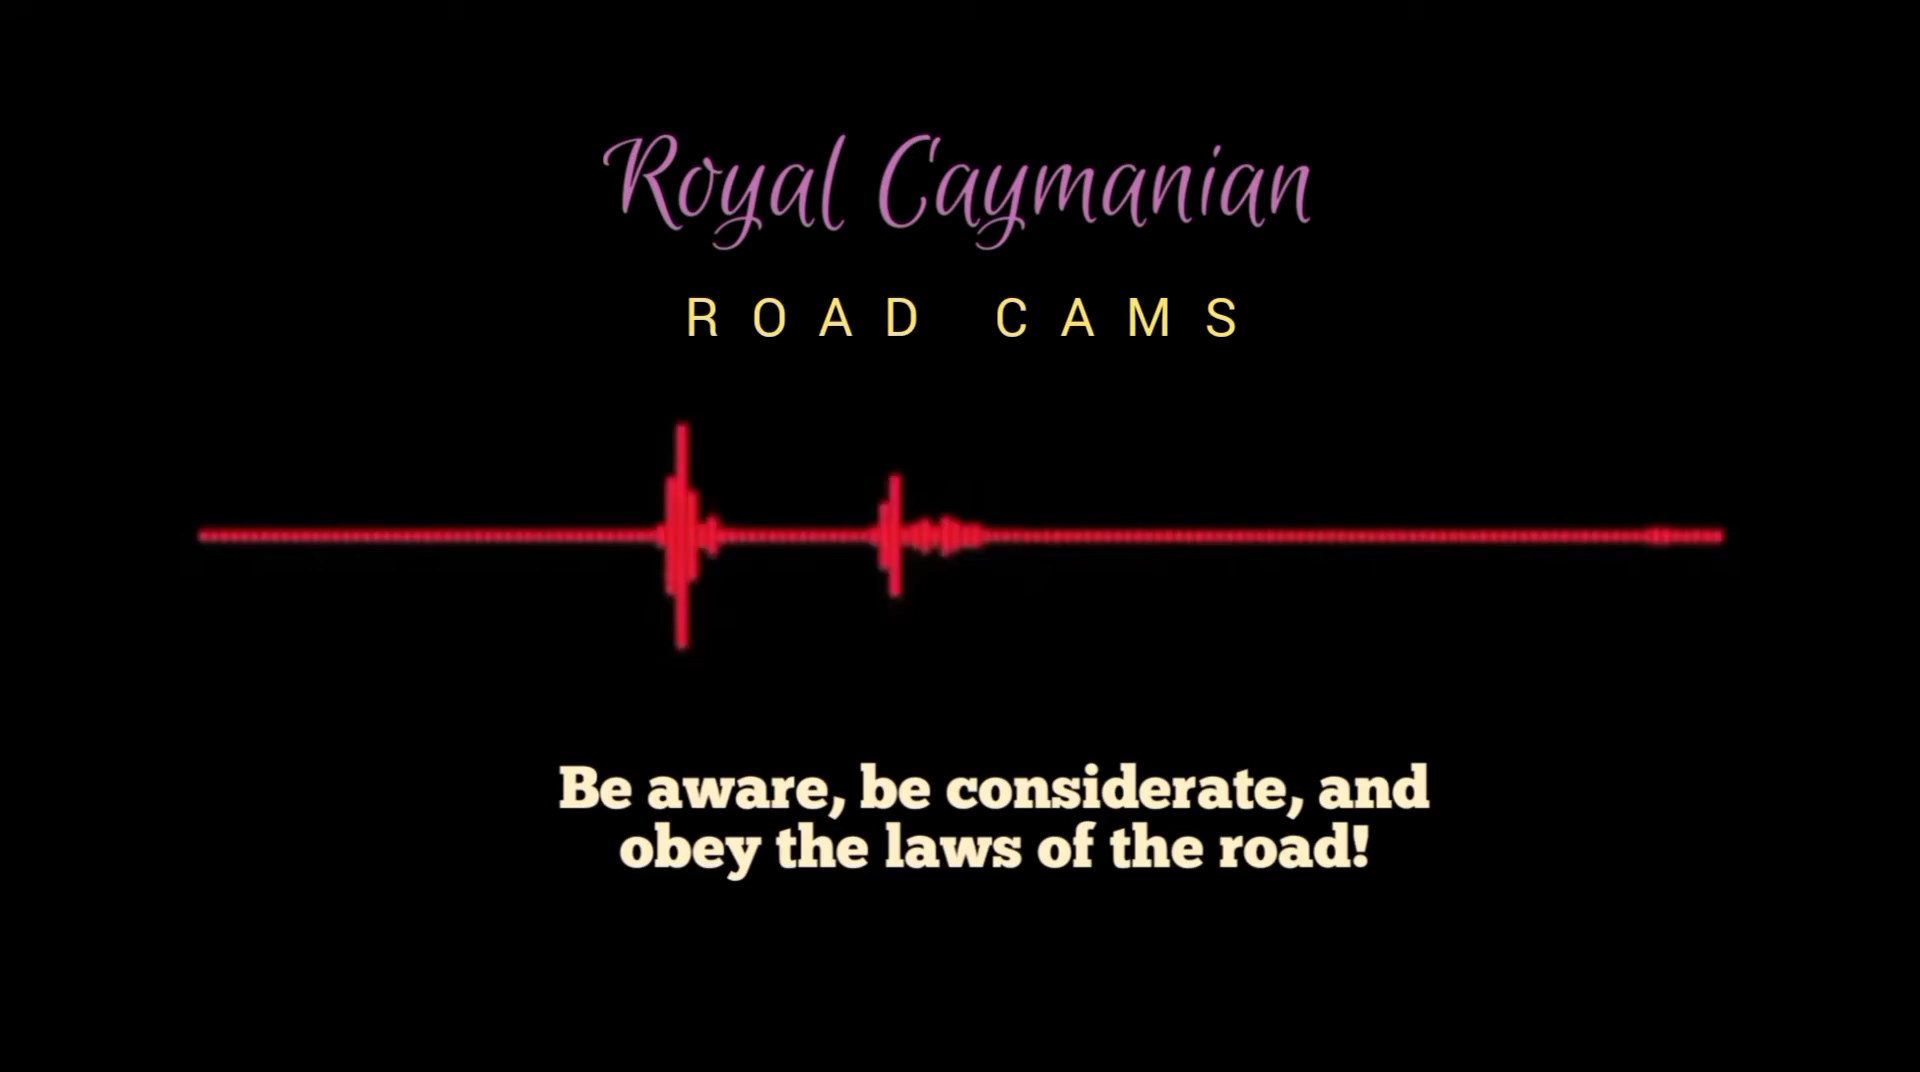 Royal Caymanian
ROAD CAMS
Be aware, be considerate, and
obey the laws of the road!